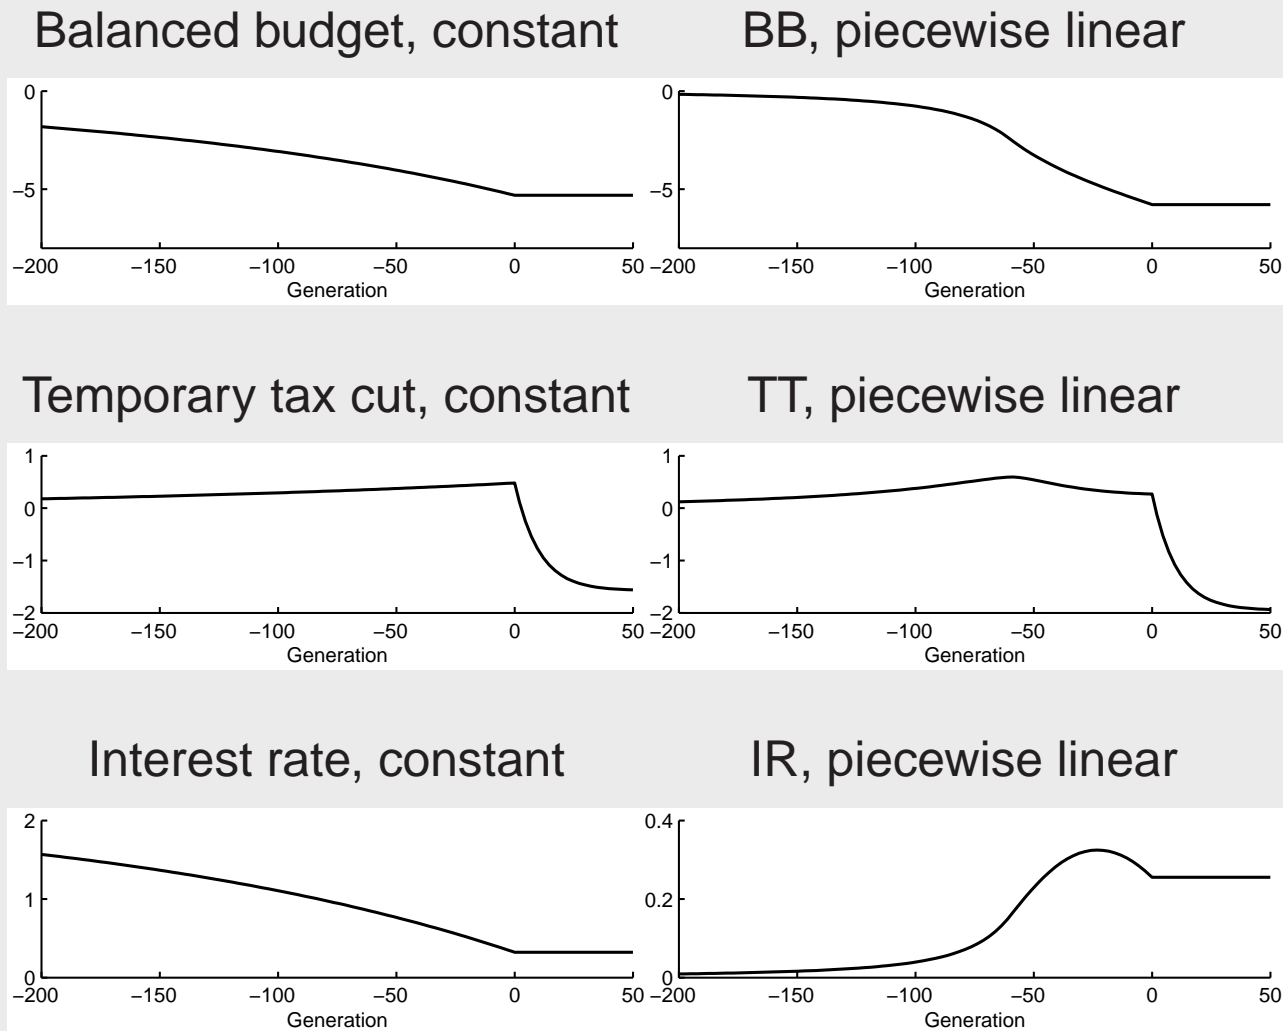 Balanced budget, constant
BB, piecewise linear
0
−5
−200 −150 −100 −50 0 50
Generation
0
−5
−200 −150 −100 −50 0 50
Generation
Temporary tax cut, constant
TT, piecewise linear
1
0
−1
−2
−200 −150 −100 −50 0 50
Generation
1
0
−1
−2
−200 −150 −100 −50 0 50
Generation
Interest rate, constant
IR, piecewise linear
2
1
0
−200 −150 −100 −50 0 50
Generation
0.4
0.2
0
−200 −150 −100 −50 0 50
Generation